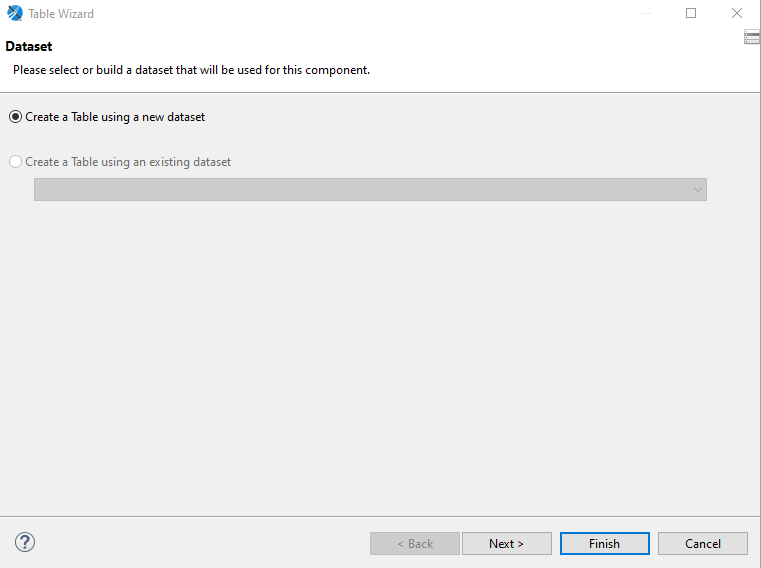 Table Wizard
Dataset
Please select or build a dataset that will be used for this component.
Create a Table using a new dataset
Create a Table using an existing dataset
?
< Back
Next >
Finish
Cancel